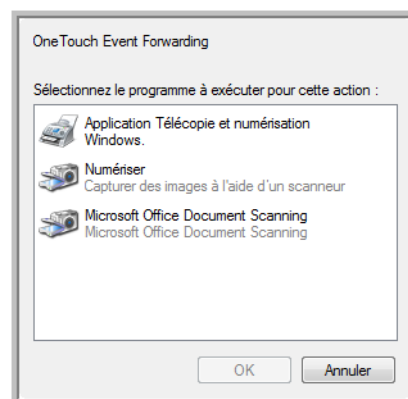 OneTouch Event Forwarding
Sélectionnez le programme à exécuter pour cette action :
Application Télécopie et numérisation
Windows.
Numériser
Capturer des images à l'aide d'un scanneur
Microsoft Office Document Scanning
Microsoft Office Document Scanning
OK
Annuler